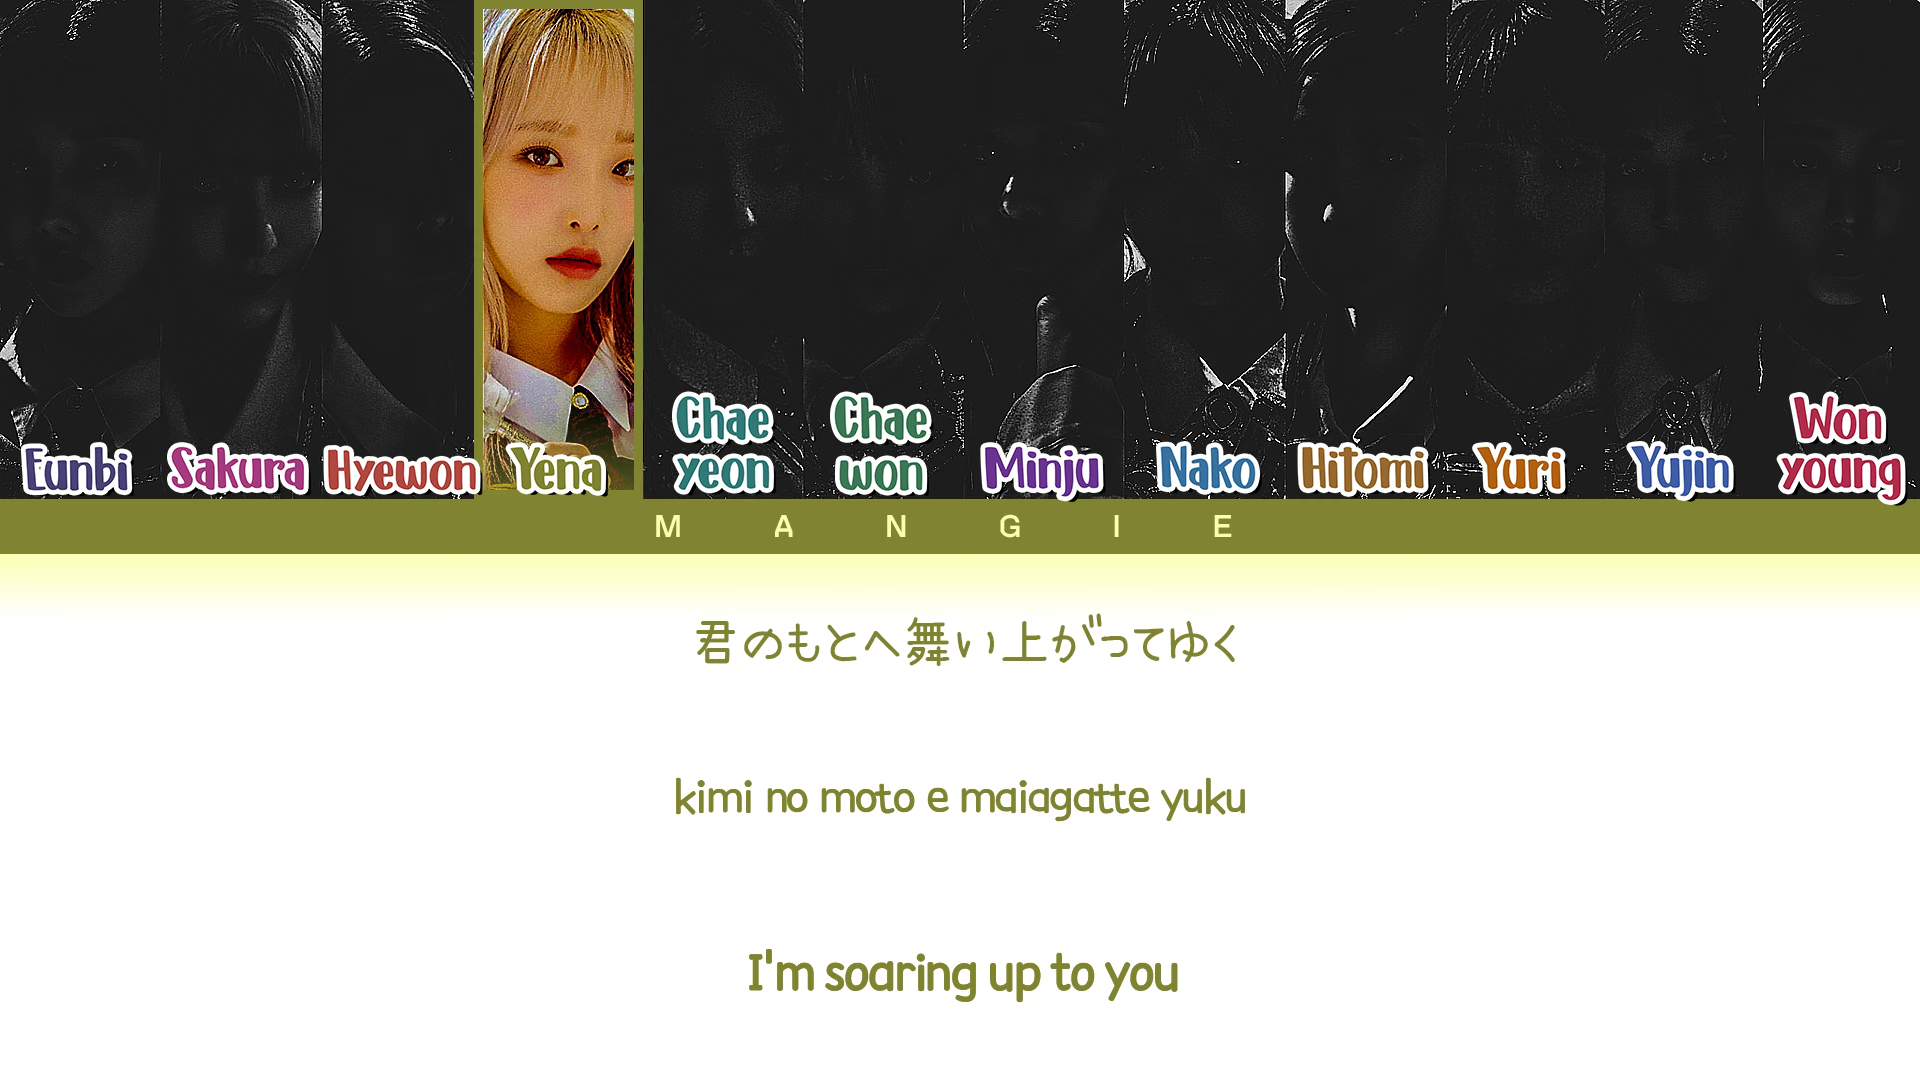 Eunbi
Sakura
Hyewon
Yena
Chae
yeon
Chae
won
Minju
Nako
Hitomi
Yuri
Yujin
Won
young
MANGIE
君のもとへ舞い上がってゆく
kimi no moto e maiagatte yuku
I'm soaring up to you